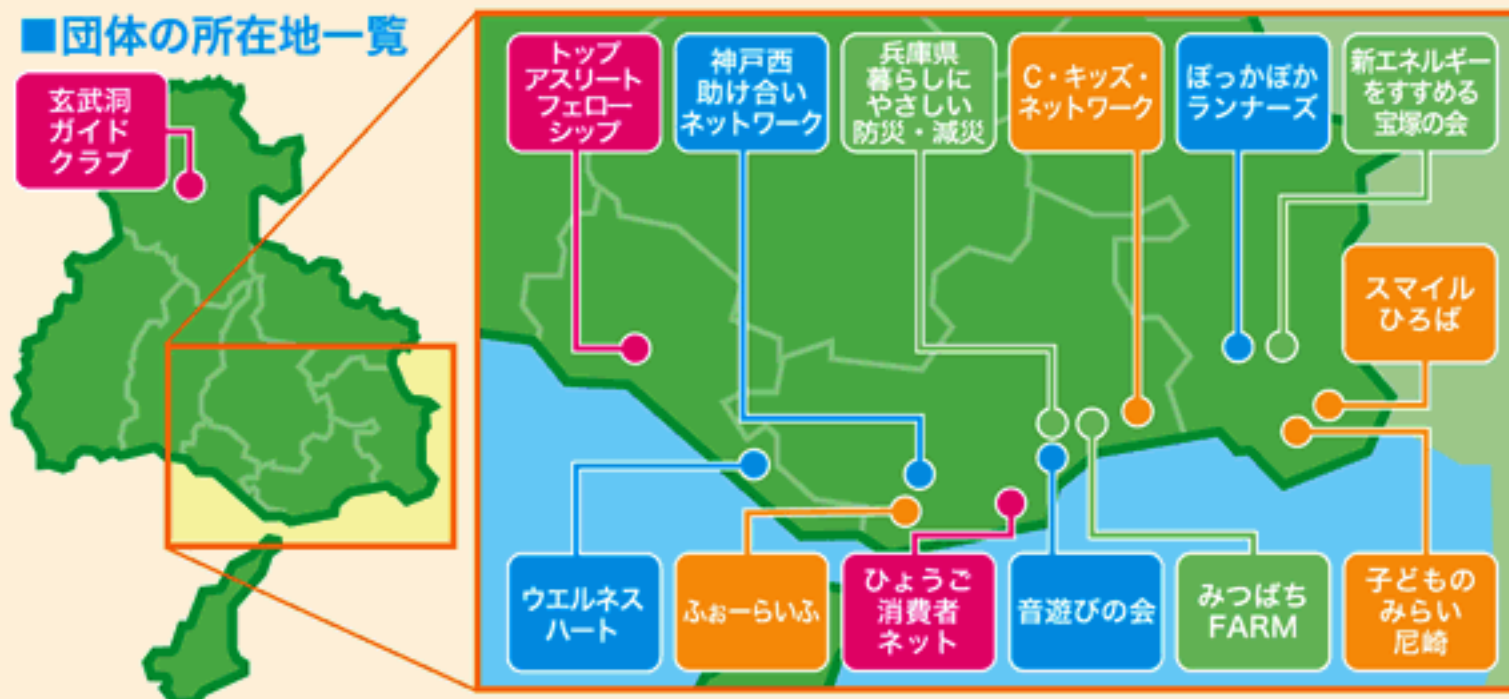 ■団体の所在地一覧
玄武洞
ガイド
クラブ
トップ
アスリート
フェロー
シップ
神戸西
助け合い
ネットワーク
兵庫県
暮らしに
やさしい
防災・減災
C・キッズ・
ネットワーク
ぽっかぽか
ランナーズ
新エネルギー
をすすめる
宝塚の会
スマイル
ひろば
ウエルネス
ハート
ふぉーらいふ
ひょうご
消費者
ネット
音遊びの会
みつばち
FARM
子どもの
みらい
尼崎